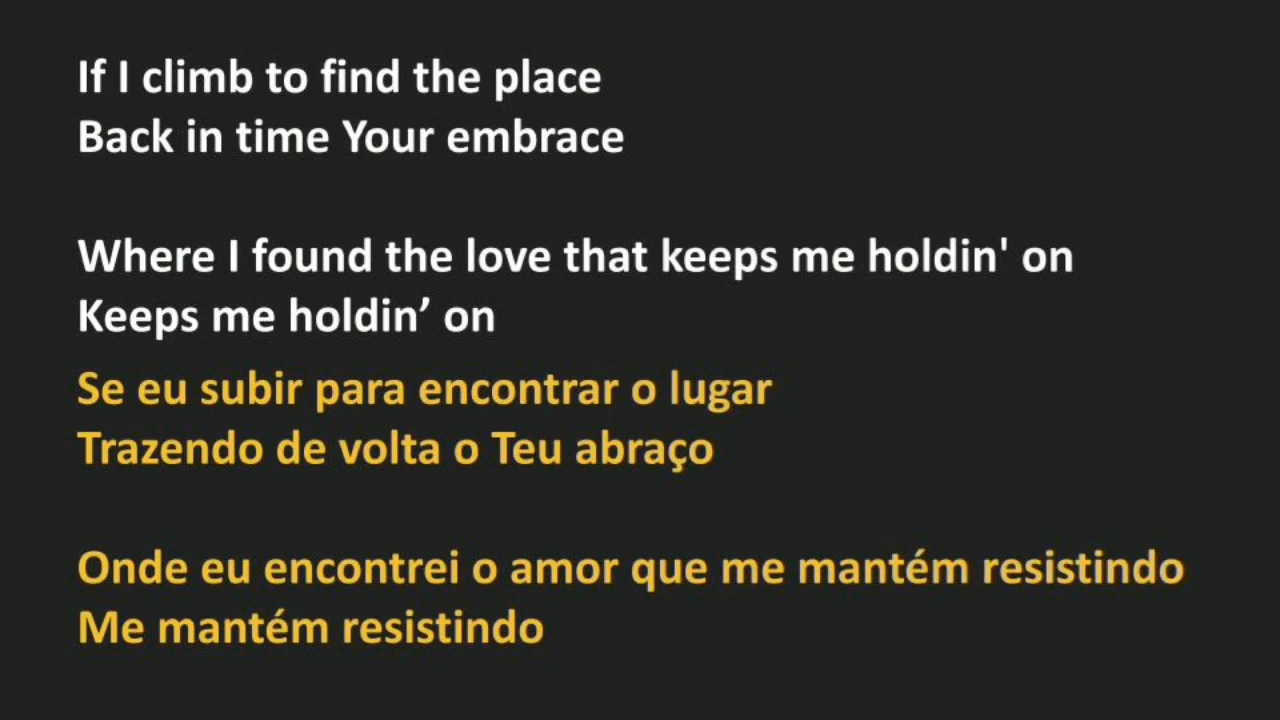 If I climb to find the place
Back in time Your embrace
Where I found the love that keeps me holdin' on
Keeps me holdin’ on
Se eu subir para encontrar o lugar
Trazendo de volta o Teu abraço
Onde eu encontrei o amor que me mantém resistindo
Me mantém resistindo